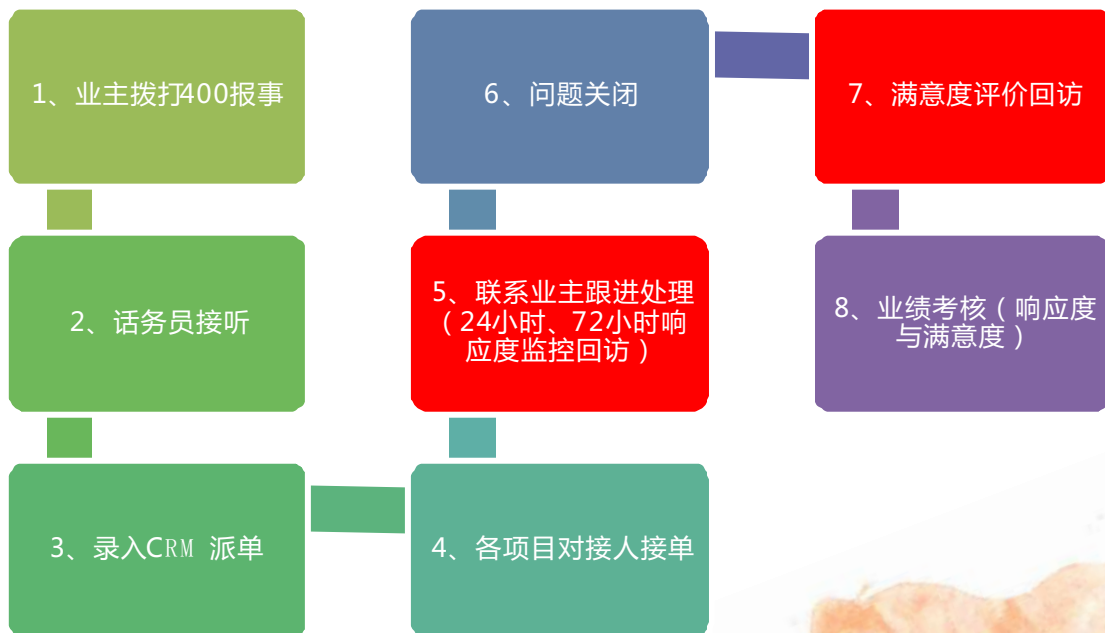 1、业主拨打400报事
2、话务员接听
3、录入CRM 派单
4、各项目对接人接单
5、联系业主跟进处理
（24小时、72小时响
应度监控回访）
6、问题关闭
7、满意度评价回访
8、业绩考核（响应度
与满意度）